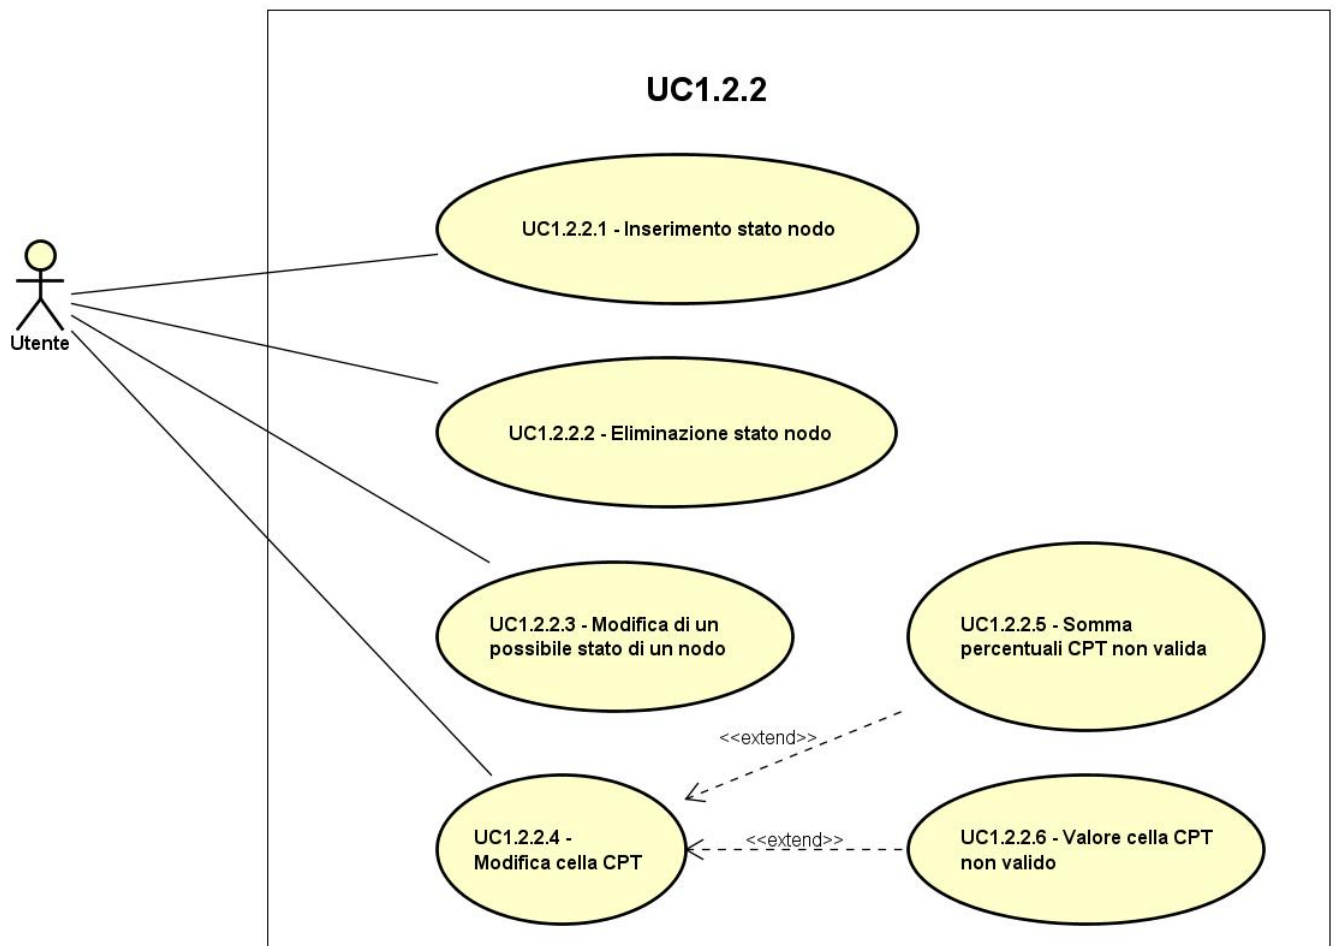 UC1.2.2
UC1.2.2.1 - Inserimento stato nodo
Utente
UC1.2.2.2 - Eliminazione stato nodo
UC1.2.2.3 - Modifica di un
possibile stato di un nodo
UC1.2.2.5 - Somma
percentuali CPT non valida
<<extend>>
UC1.2.2.4 -
Modifica cella CPT
<<extend>>
UC1.2.2.6 - Valore cella CPT
non valido